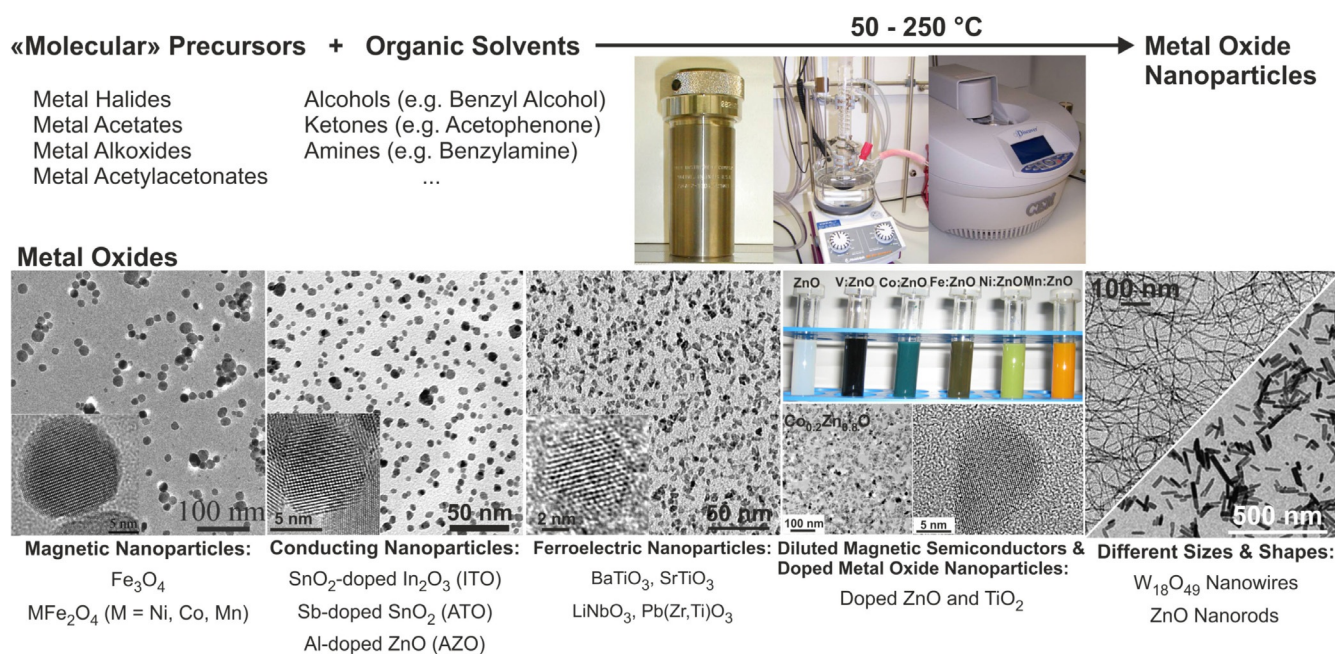 «Molecular» Precursors + Organic Solvents
50 - 250 °C
Metal Oxide
Nanoparticles
Metal Halides
Metal Acetates
Metal Alkoxides
Metal Acetylacetonates
Alcohols (e.g. Benzyl Alcohol)
Ketones (e.g. Acetophenone)
Amines (e.g. Benzylamine)
...
Discover
CEM
Metal Oxides
5 nm
100 nm
5 nm
50 nm
2 nm
50 nm
ZnO V:ZnO Co:ZnO Fe:ZnO Ni:ZnO Mn:ZnO
Co0.2Zn0.8O
100 nm
5 nm
100 nm
500 nm
Magnetic Nanoparticles:
Fe3O4
MFe2O4 (M = Ni, Co, Mn)
Conducting Nanoparticles:
SnO2-doped In2O3 (ITO)
Sb-doped SnO2 (ATO)
Al-doped ZnO (AZO)
Ferroelectric Nanoparticles:
BaTiO3, SrTiO3
LiNbO3, Pb(Zr,Ti)O3
Diluted Magnetic Semiconductors &
Doped Metal Oxide Nanoparticles:
Doped ZnO and TiO2
Different Sizes & Shapes:
W18O49 Nanowires
ZnO Nanorods